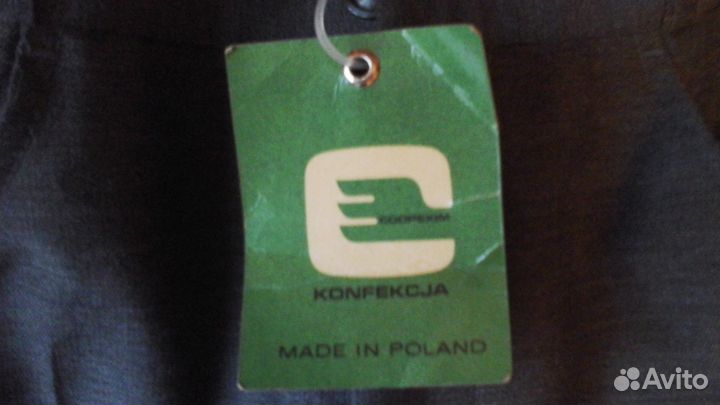 COOPEXIM
KONFEKCJA
MADE IN POLAND
Avito